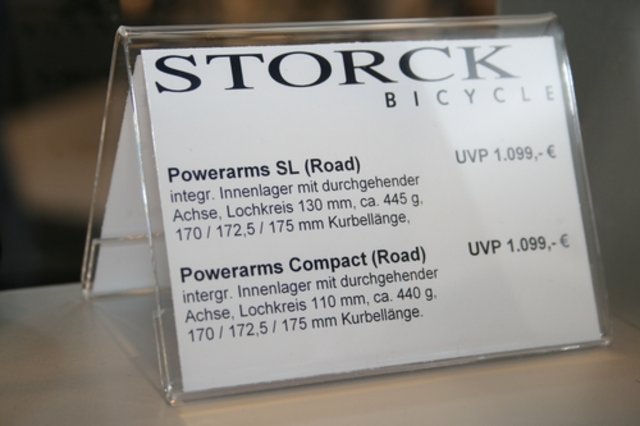 STORCK
BICYCLE
Powerarms SL (Road) UVP 1.099,- €
integr. Innenlager mit durchgehender
Achse, Lochkreis 130 mm, ca. 445 g,
170 / 172,5 / 175 mm Kurbellänge,
Powerarms Compact (Road) UVP 1.099,- €
intergr. Innenlager mit durchgehender
Achse, Lochkreis 110 mm, ca. 440 g,
170 / 172,5 / 175 mm Kurbellänge.